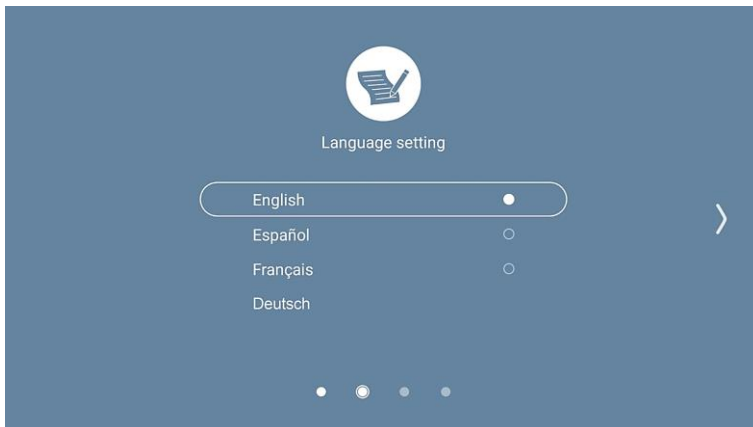 Language setting
English
Español
Français
Deutsch